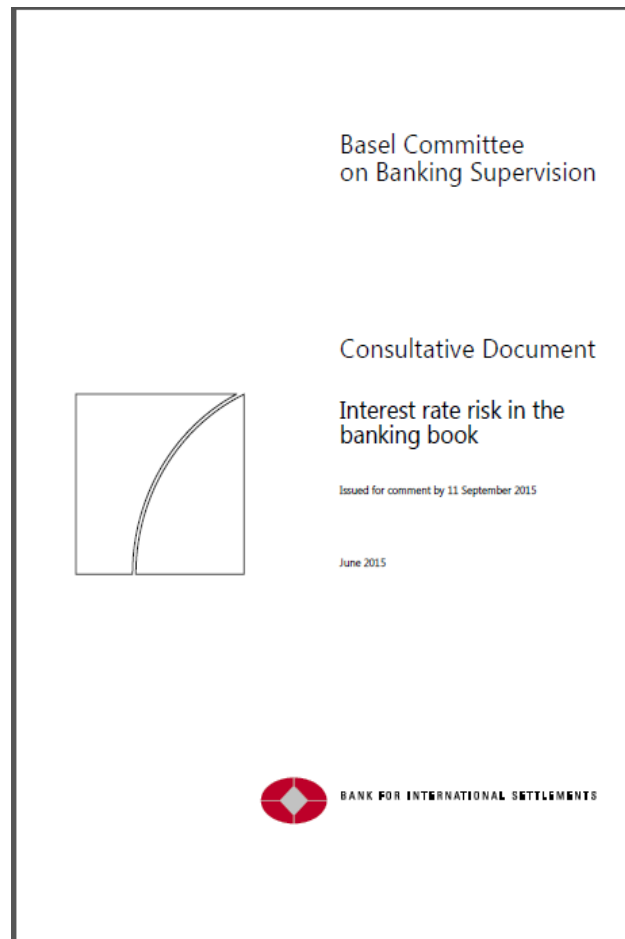 Basel Committee
on Banking Supervision
Consultative Document
Interest rate risk in the
banking book
Issued for comment by 11 September 2015
June 2015
BANK FOR INTERNATIONAL SETTLEMENTS